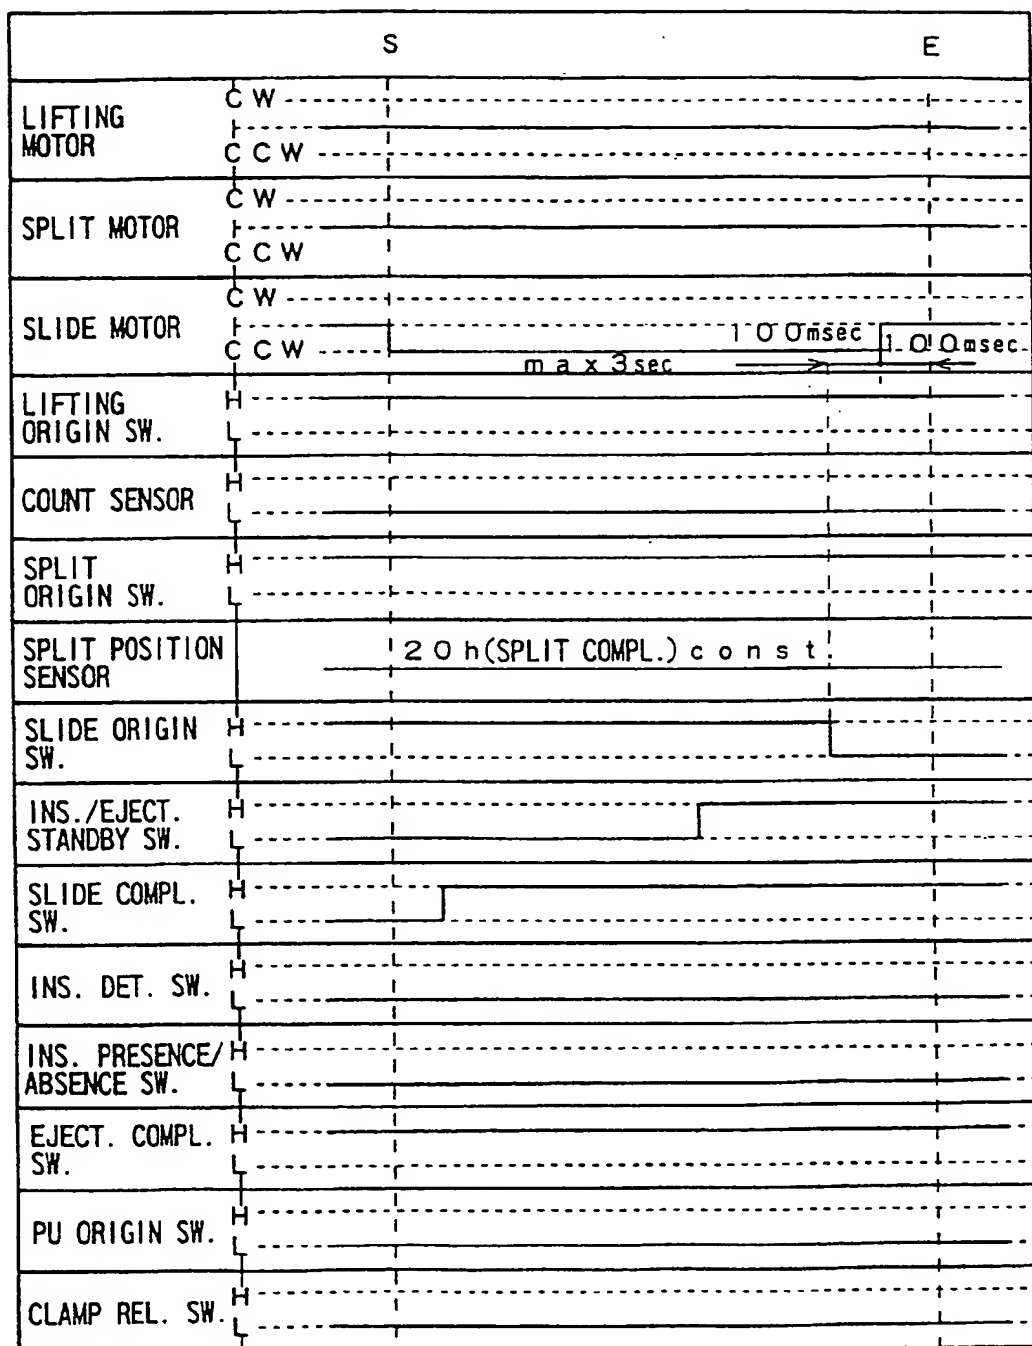 S E
LIFTING MOTOR CW CCW
SPLIT MOTOR CW CCW
SLIDE MOTOR CW CCW 100msec 100msec max 3sec
LIFTING ORIGIN SW. H L
COUNT SENSOR H L
SPLIT ORIGIN SW. H L
SPLIT POSITION SENSOR 20h(SPLIT COMPL.) const.
SLIDE ORIGIN SW. H L
INS./EJECT. STANDBY SW. H L
SLIDE COMPL. SW. H L
INS. DET. SW. H L
INS. PRESENCE/ ABSENCE SW. H L
EJECT. COMPL. SW. H L
PU ORIGIN SW. H L
CLAMP REL. SW. H L